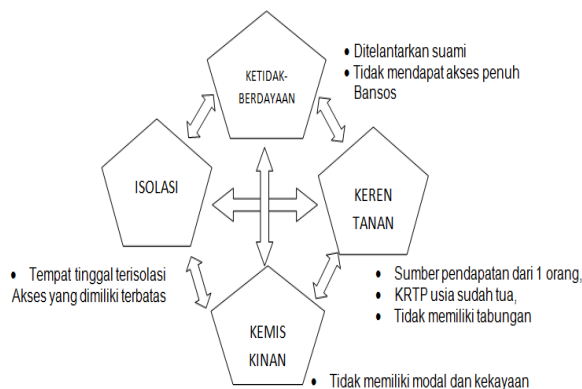 KETIDAK-
BERDAYAAN
• Ditelantarkan suami
• Tidak mendapat akses penuh
Bansos
ISOLASI
KEREN
TANAN
• Tempat tinggal terisolasi
Akses yang dimiliki terbatas
• Sumber pendapatan dari 1 orang,
• KRTP usia sudah tua,
• Tidak memiliki tabungan
KEMIS
KINAN
• Tidak memiliki modal dan kekayaan